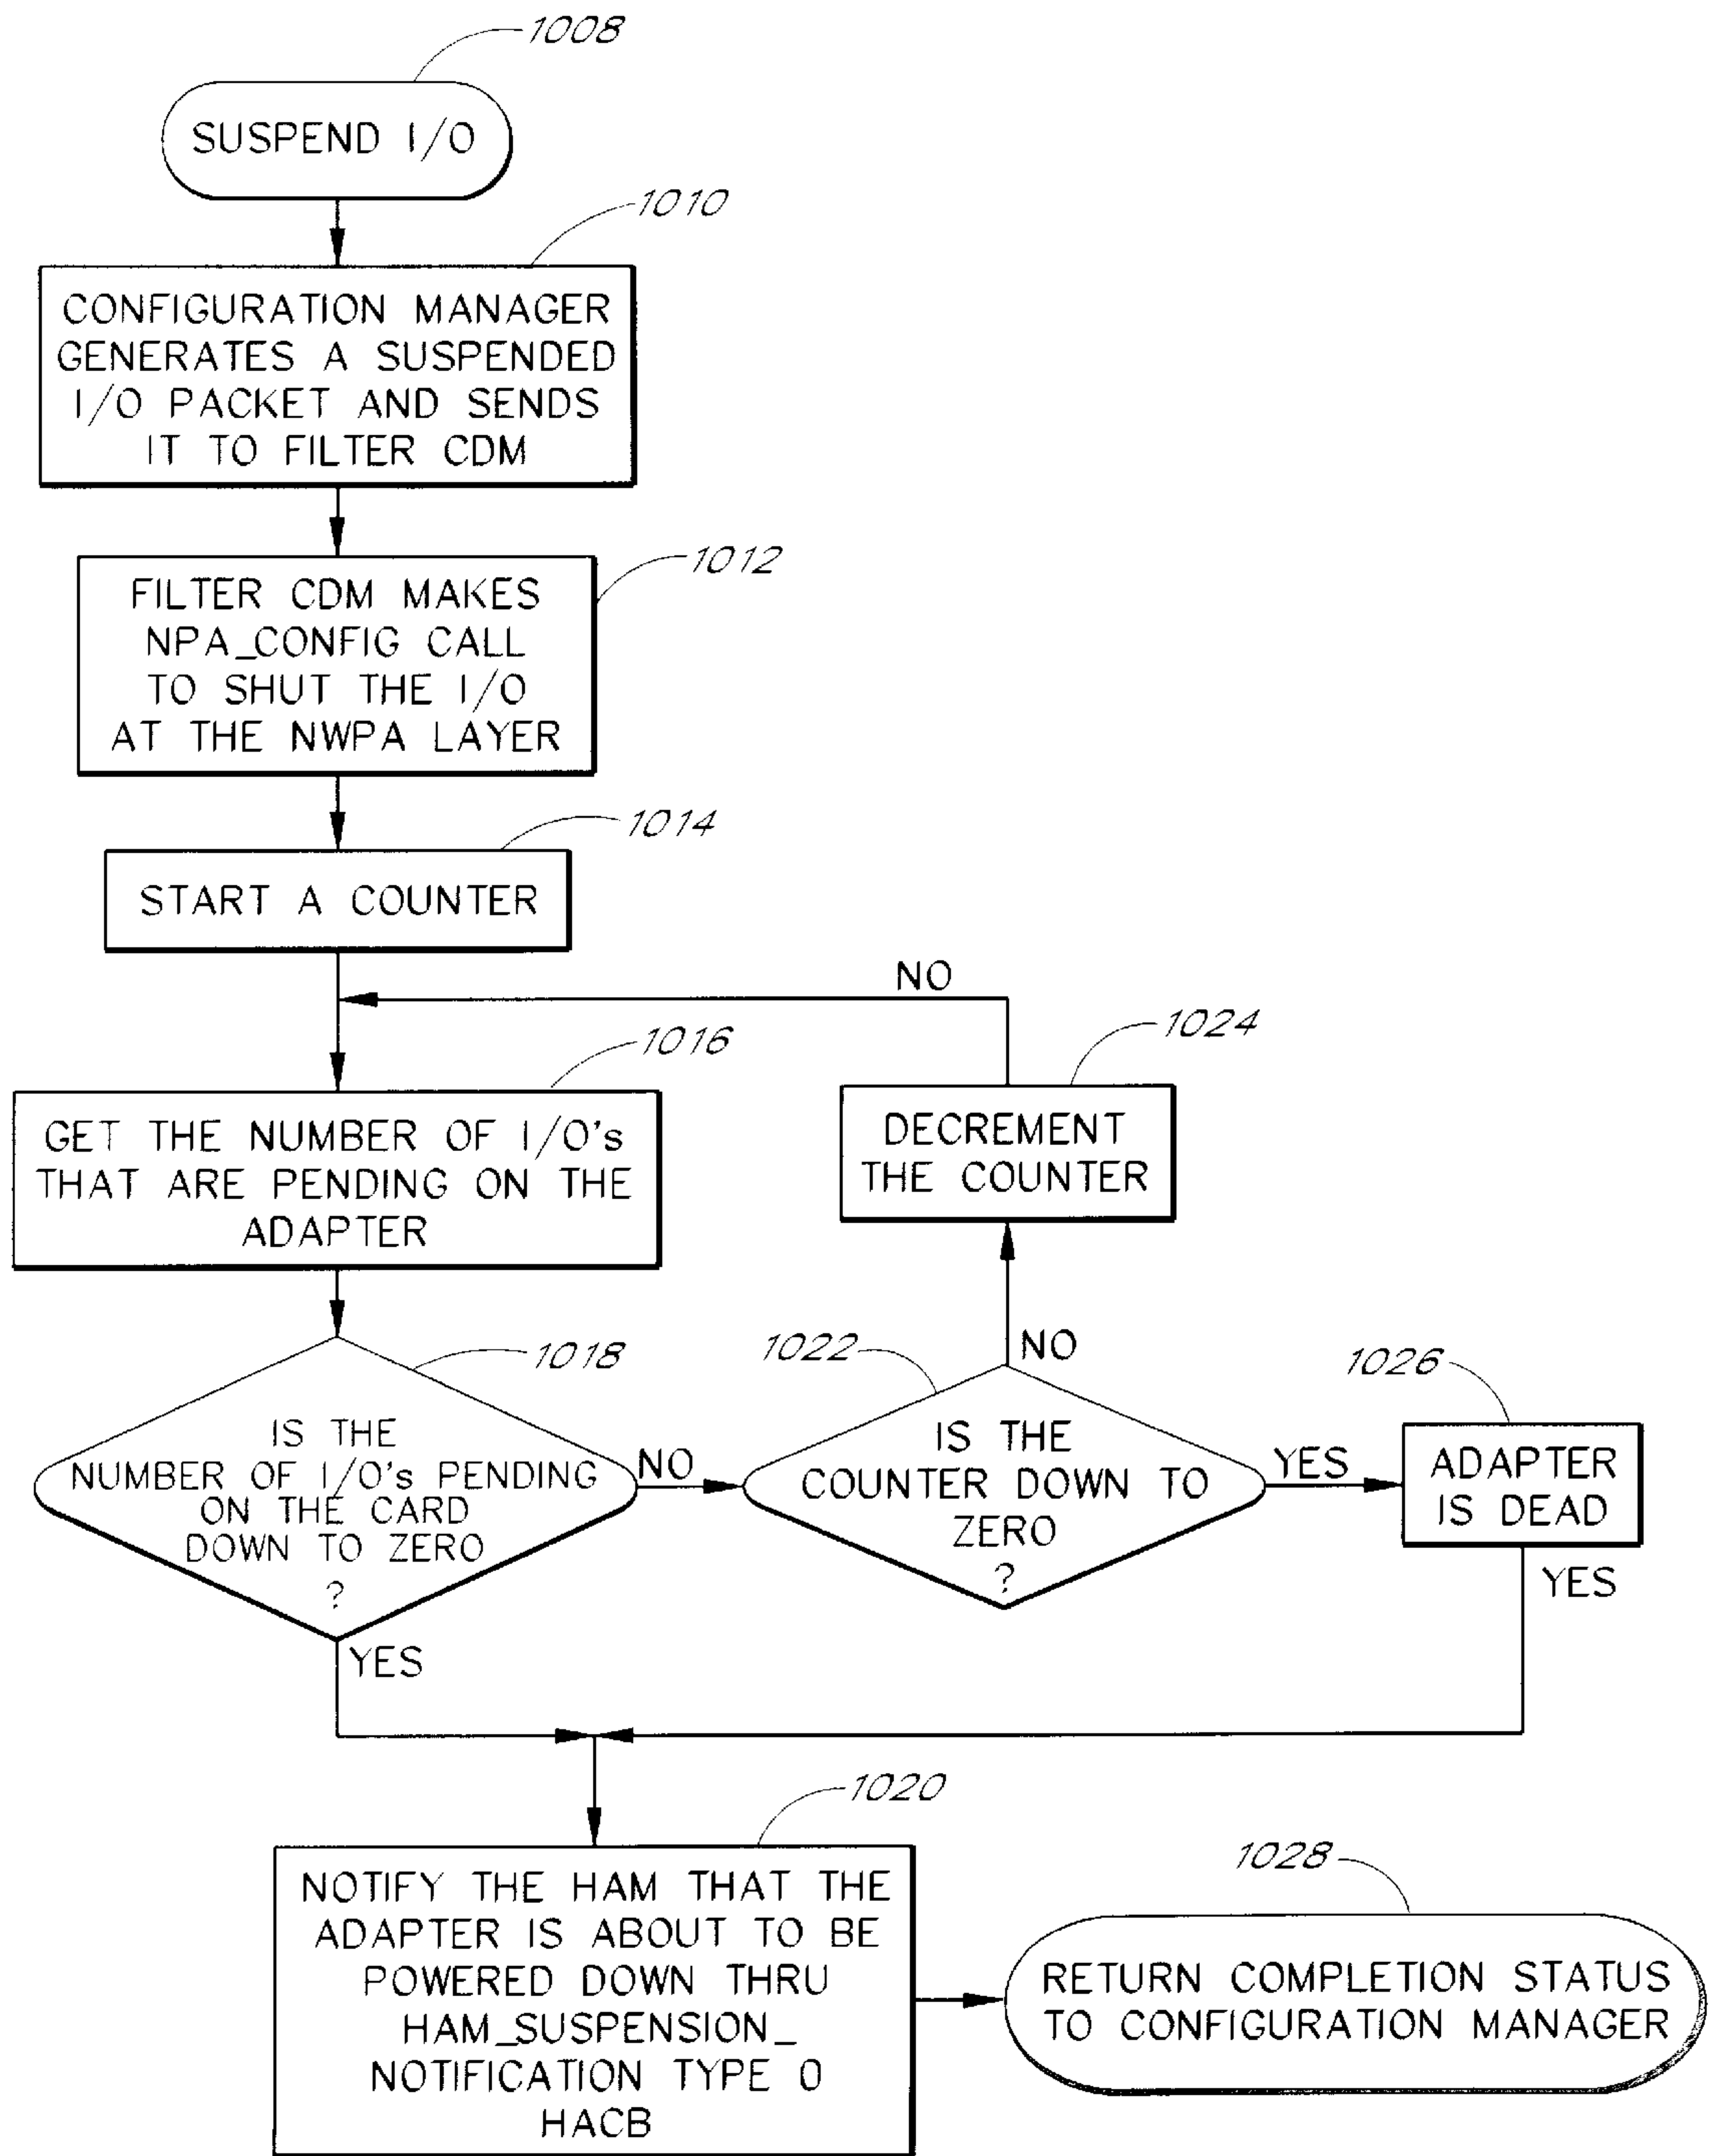 1008
SUSPEND I/O
1010
CONFIGURATION MANAGER
GENERATES A SUSPENDED
I/O PACKET AND SENDS
IT TO FILTER CDM
1012
FILTER CDM MAKES
NPA_CONFIG CALL
TO SHUT THE I/O
AT THE NWPA LAYER
1014
START A COUNTER
NO
1016
GET THE NUMBER OF I/O's
THAT ARE PENDING ON THE
ADAPTER
1024
DECREMENT
THE COUNTER
1018
IS THE
NUMBER OF I/O's PENDING
ON THE CARD
DOWN TO ZERO
?
NO
YES
1022
NO
IS THE
COUNTER DOWN TO
ZERO
?
YES
1026
ADAPTER
IS DEAD
YES
1020
NOTIFY THE HAM THAT THE
ADAPTER IS ABOUT TO BE
POWERED DOWN THRU
HAM_SUSPENSION_
NOTIFICATION TYPE 0
HACB
1028
RETURN COMPLETION STATUS
TO CONFIGURATION MANAGER